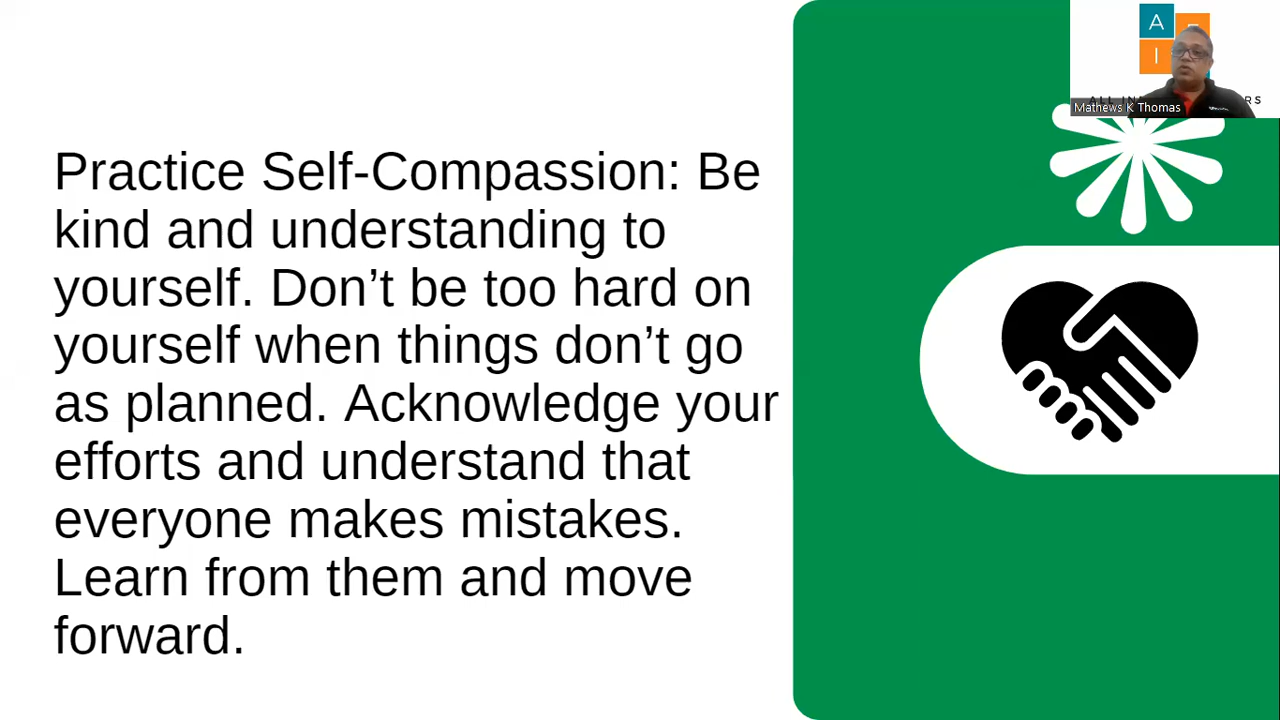 Practice Self-Compassion: Be
kind and understanding to
yourself. Don’t be too hard on
yourself when things don’t go
as planned. Acknowledge your
efforts and understand that
everyone makes mistakes.
Learn from them and move
forward.
A
I
Mathews K Thomas